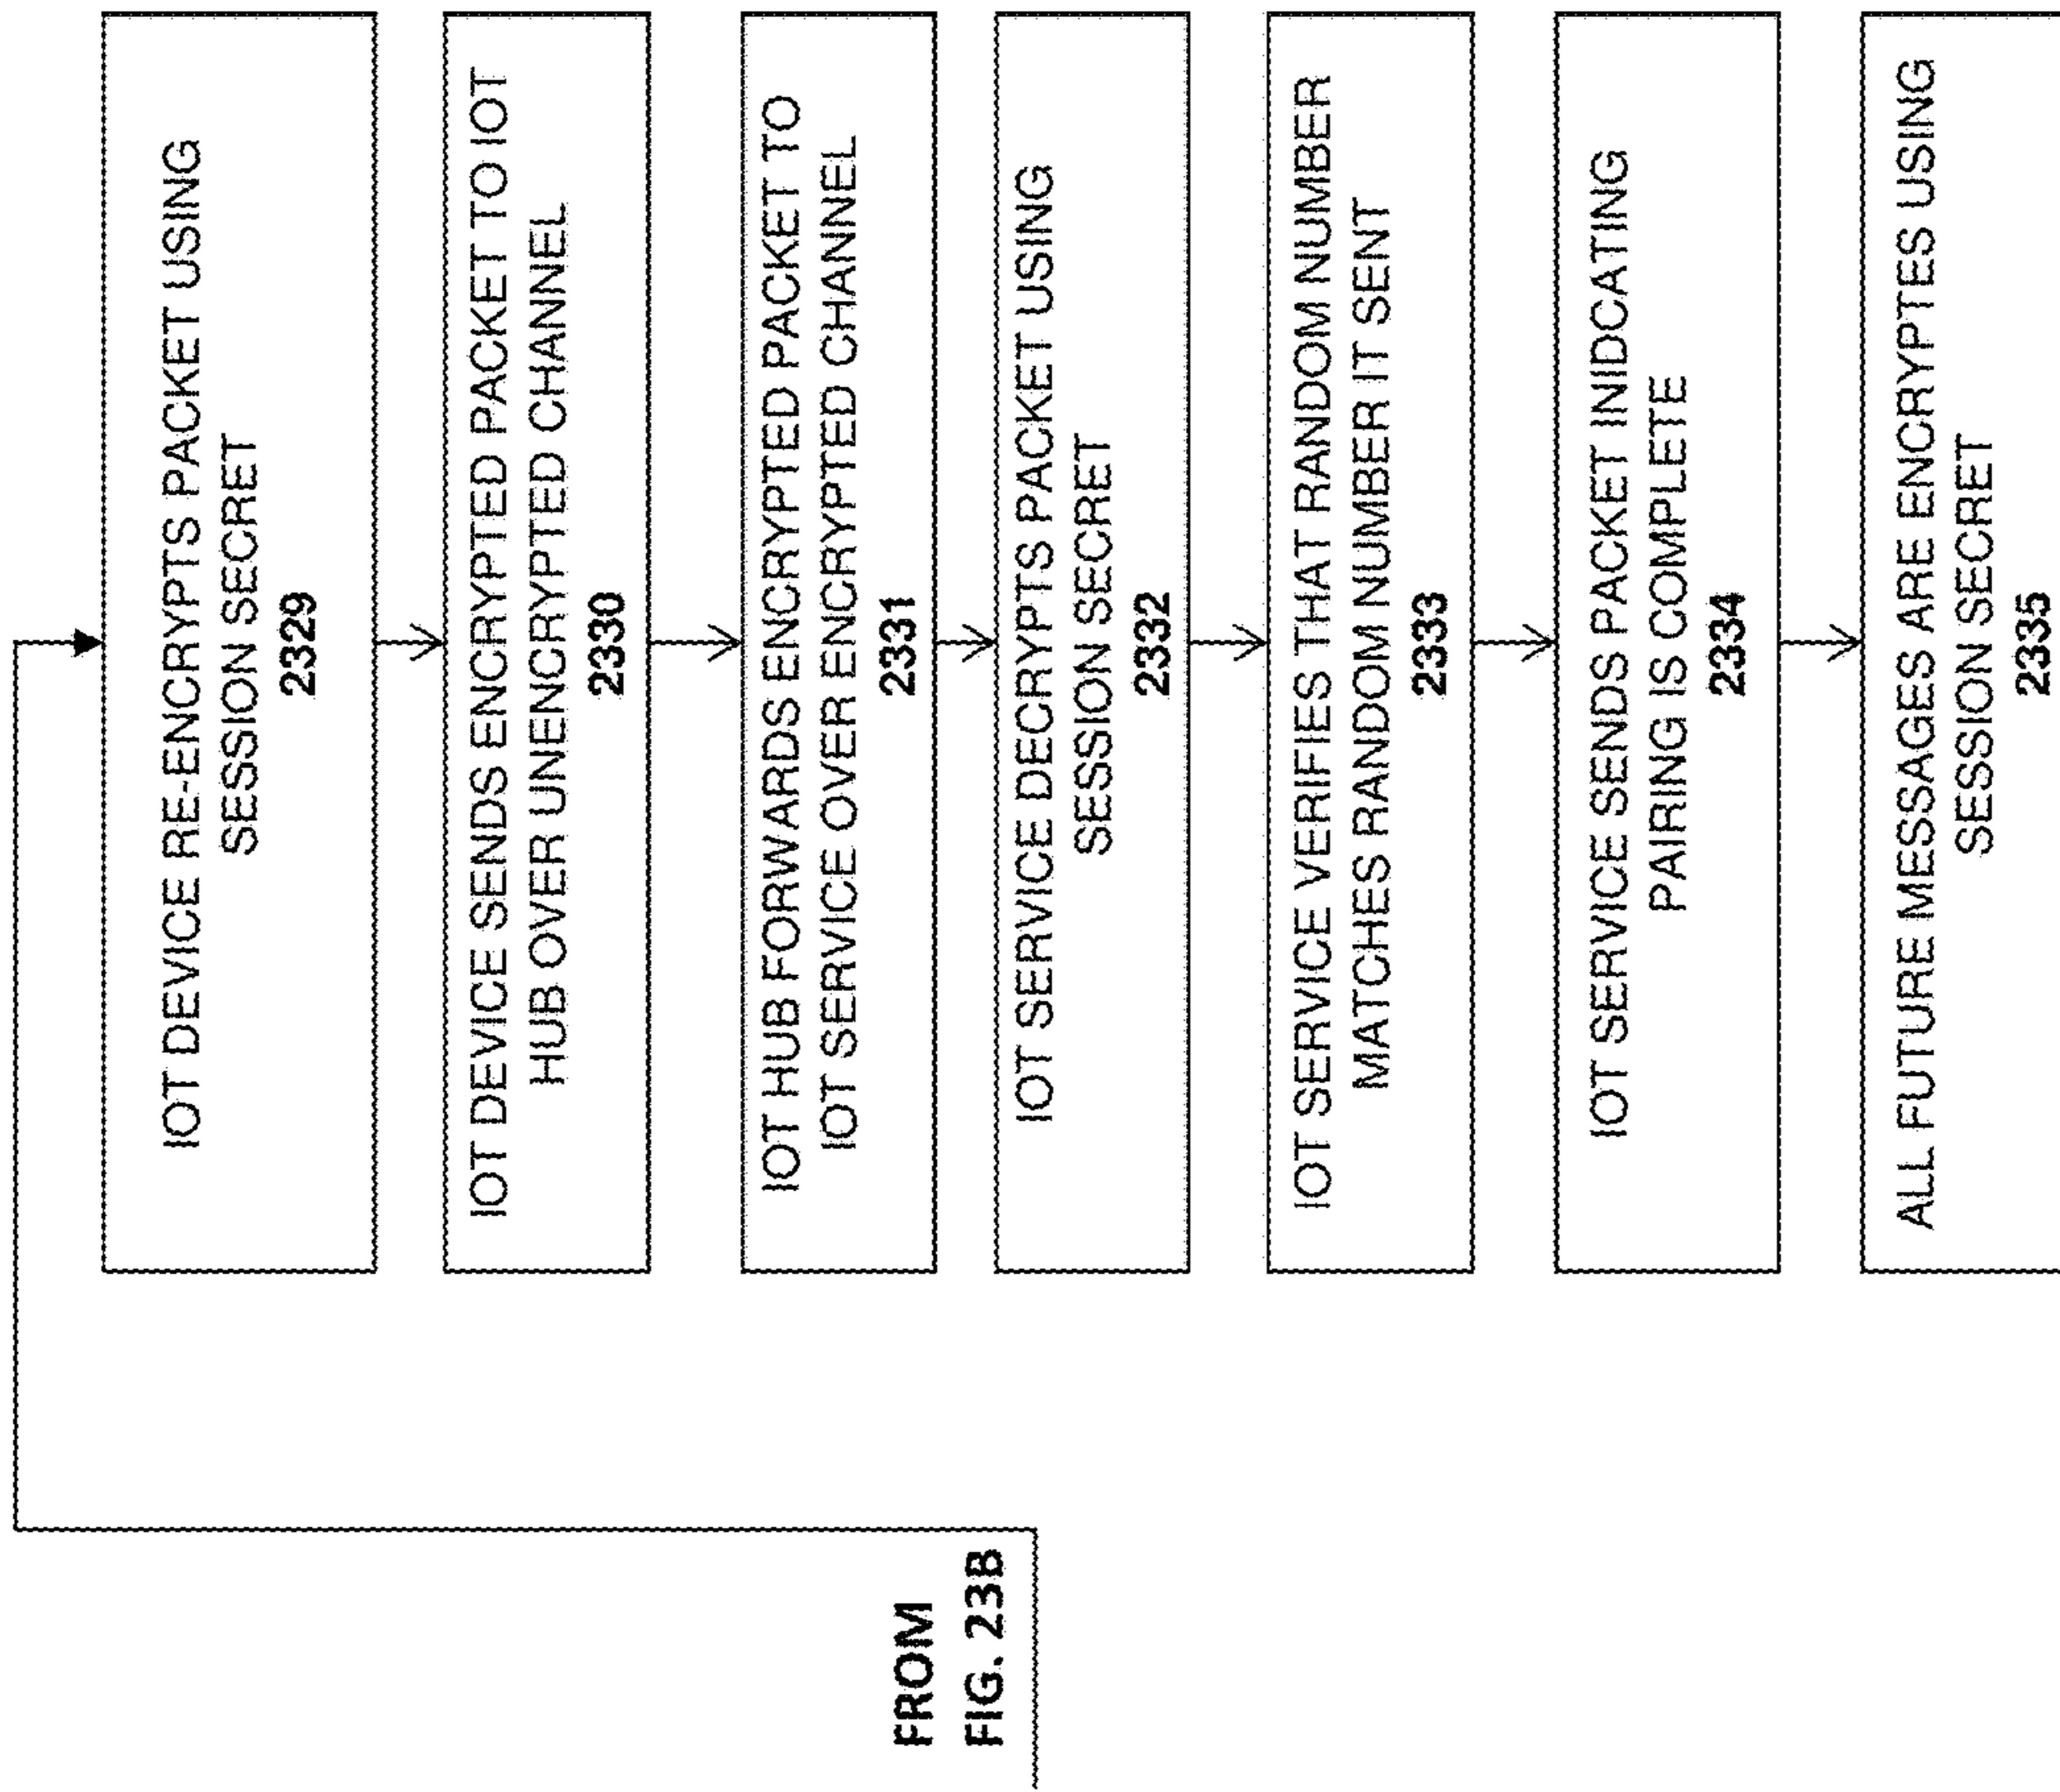 FROM
FIG. 23B
IOT DEVICE RE-ENCRYPTS PACKET USING
SESSION SECRET
2329
IOT DEVICE SENDS ENCRYPTED PACKET TO IOT
HUB OVER UNENCRYPTED CHANNEL
2330
IOT HUB FORWARDS ENCRYPTED PACKET TO
IOT SERVICE OVER ENCRYPTED CHANNEL
2331
IOT SERVICE DECRYPTS PACKET USING
SESSION SECRET
2332
IOT SERVICE VERIFIES THAT RANDOM NUMBER
MATCHES RANDOM NUMBER IT SENT
2333
IOT SERVICE SENDS PACKET INIDCATING
PAIRING IS COMPLETE
2334
ALL FUTURE MESSAGES ARE ENCRYPTES USING
SESSION SECRET
2335